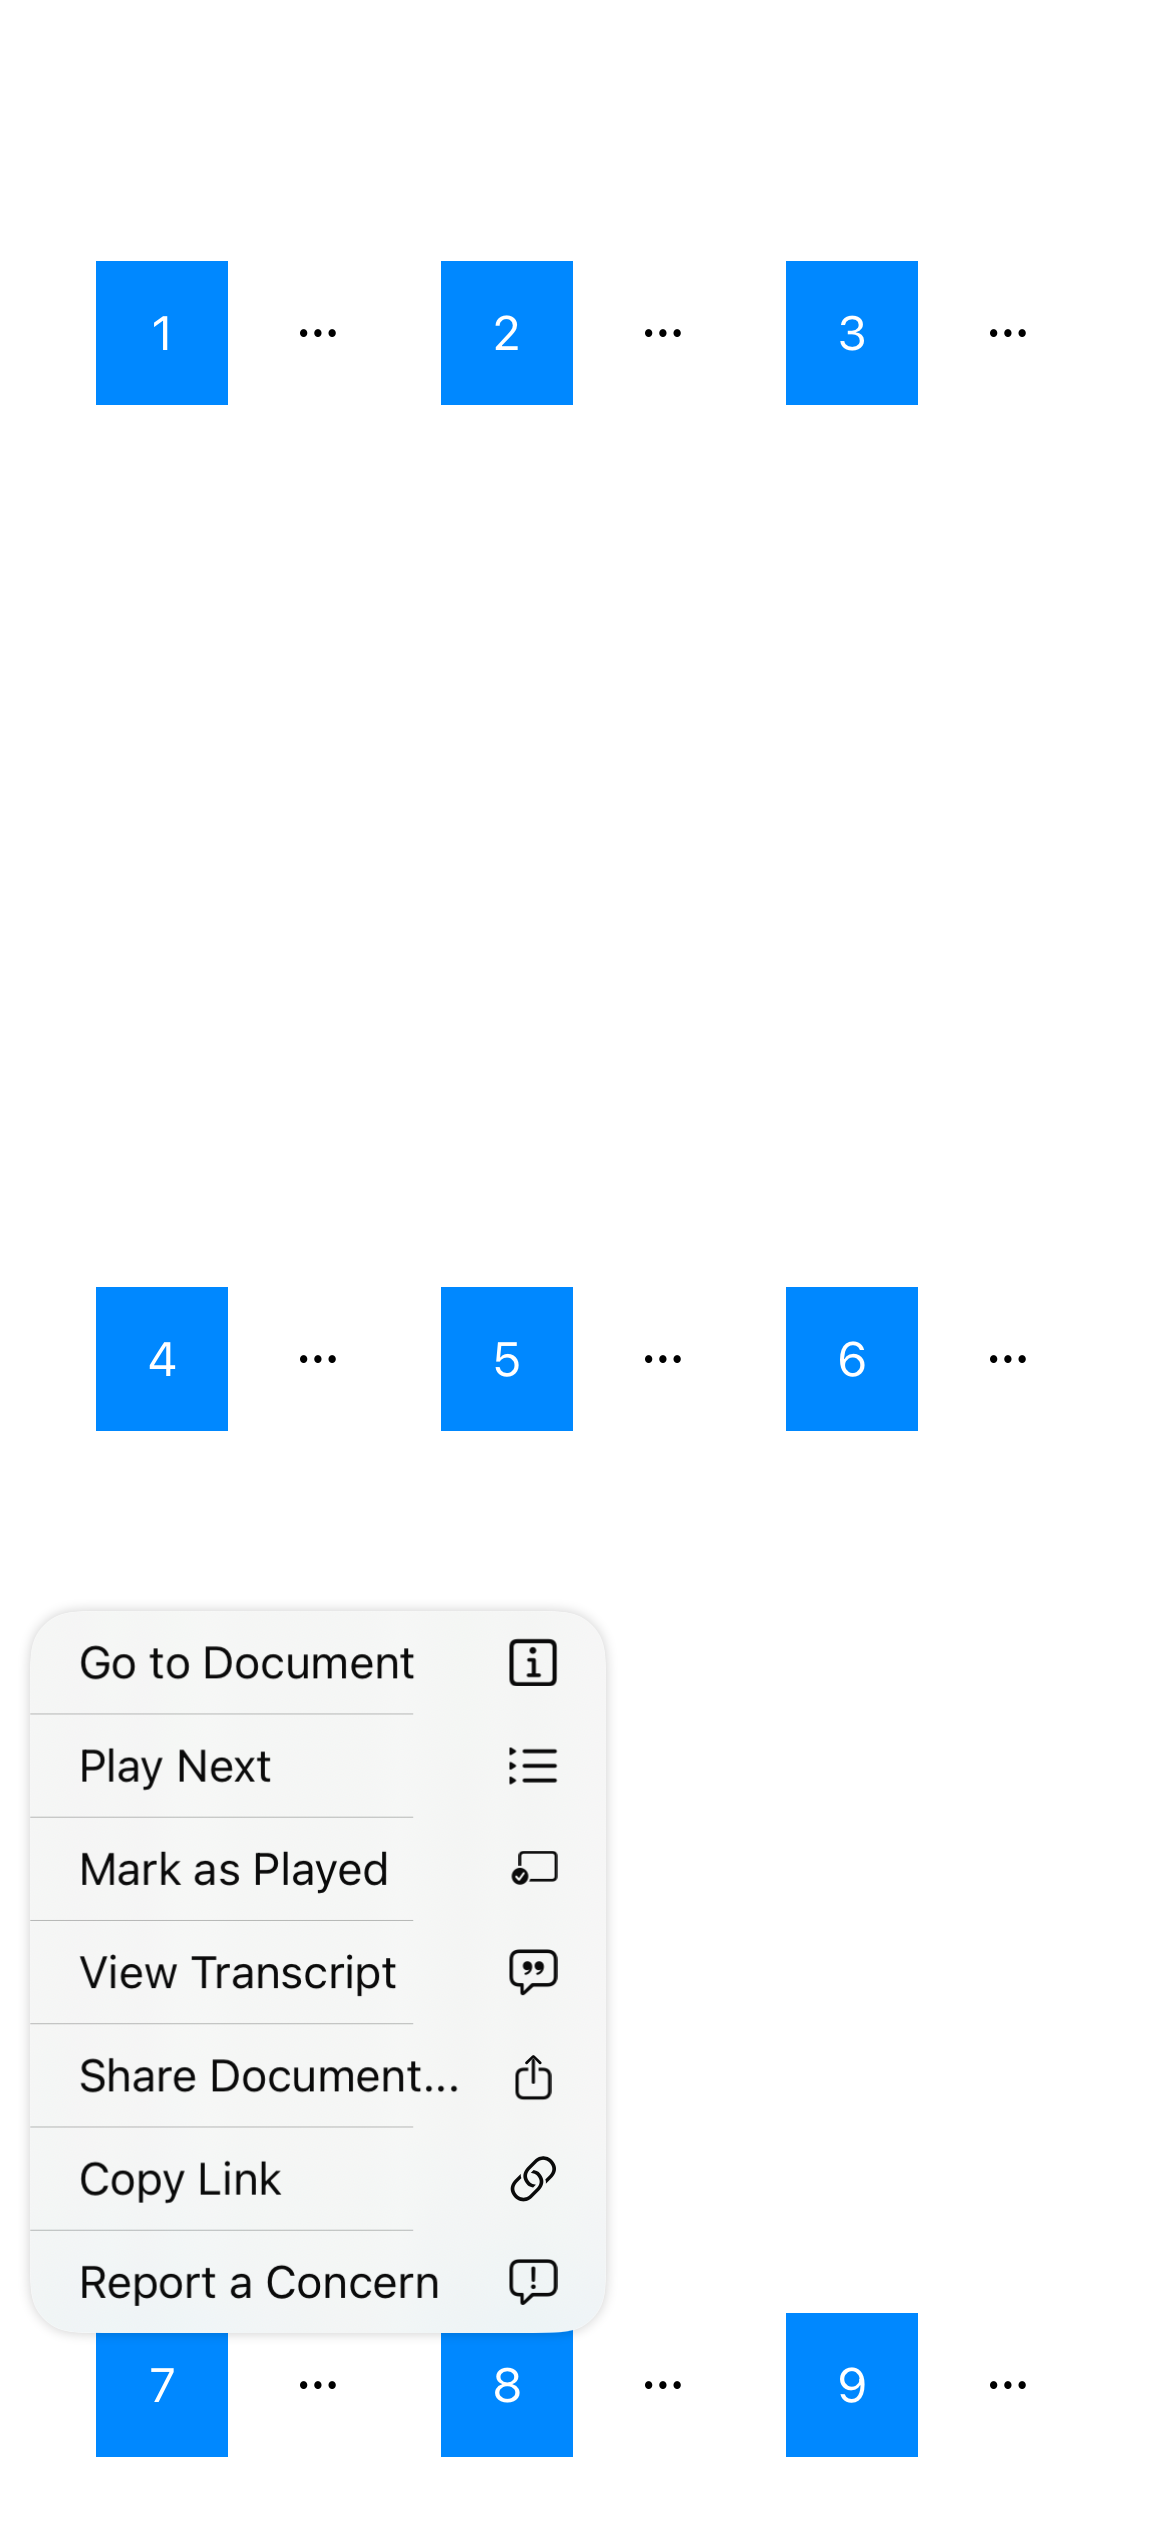 1 ... 2 ... 3 ...
4 ... 5 ... 6 ...
Go to Document
Play Next
Mark as Played
View Transcript
Share Document...
Copy Link
Report a Concern
7 ... 8 ... 9 ...